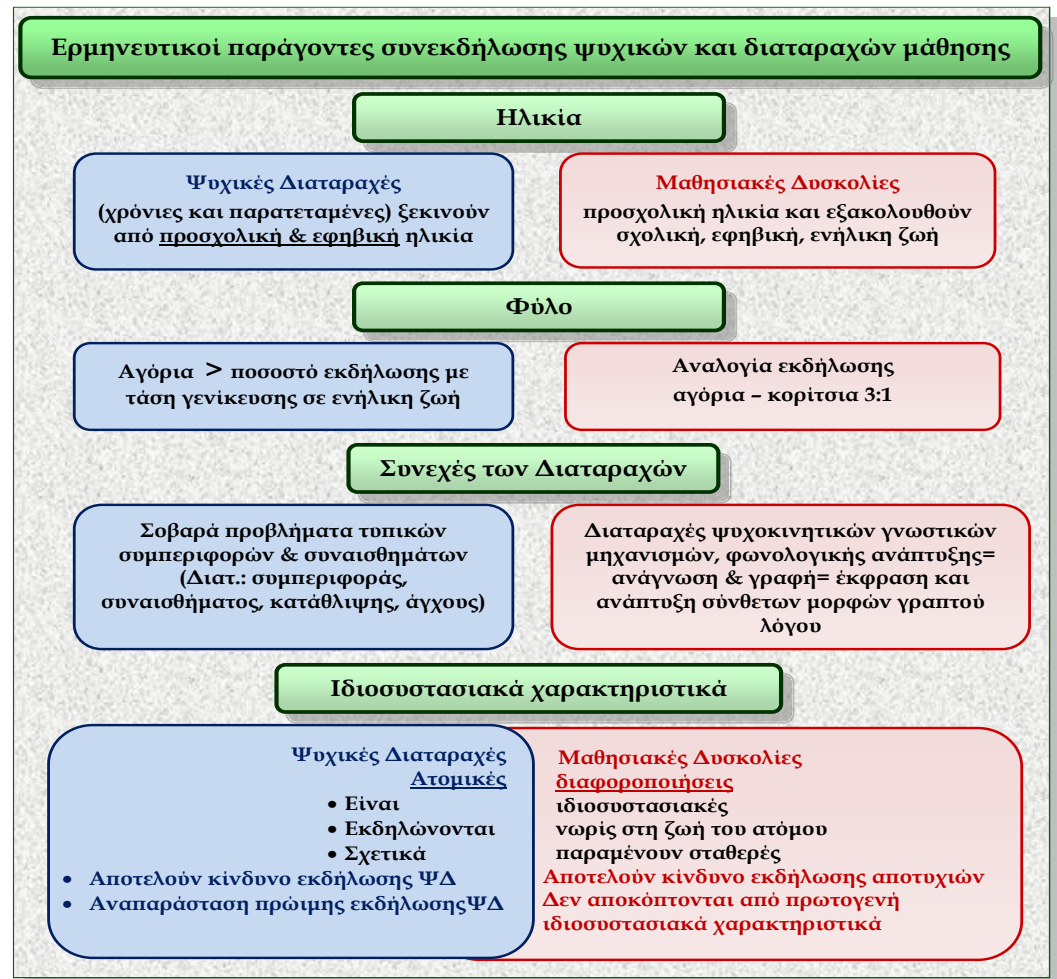 Ερμηνευτικοί παράγοντες συνεκδήλωσης ψυχικών και διαταραχών μάθησης
Ηλικία
Ψυχικές Διαταραχές
(χρόνιες και παρατεταμένες) ξεκινούν
από προσχολική & εφηβική ηλικία
Μαθησιακές Δυσκολίες
προσχολική ηλικία και εξακολουθούν
σχολική, εφηβική, ενήλικη ζωή
Φύλο
Αγόρια > ποσοστό εκδήλωσης με
τάση γενίκευσης σε ενήλικη ζωή
Αναλογία εκδήλωσης
αγόρια – κορίτσια 3:1
Συνεχές των Διαταραχών
Σοβαρά προβλήματα τυπικών
συμπεριφορών & συναισθημάτων
(Διατ.: συμπεριφοράς,
συναισθήματος, κατάθλιψης, άγχους)
Διαταραχές ψυχοκινητικών γνωστικών
μηχανισμών, φωνολογικής ανάπτυξης=
ανάγνωση & γραφή= έκφραση και
ανάπτυξη σύνθετων μορφών γραπτού
λόγου
Ιδιοσυστασιακά χαρακτηριστικά
Ψυχικές Διαταραχές
Ατομικές
• Είναι
• Εκδηλώνονται
• Σχετικά
• Αποτελούν κίνδυνο εκδήλωσης ΨΔ
• Αναπαράσταση πρώιμης εκδήλωσηςΨΔ
Μαθησιακές Δυσκολίες
διαφοροποιήσεις
ιδιοσυστασιακές
νωρίς στη ζωή του ατόμου
παραμένουν σταθερές
Αποτελούν κίνδυνο εκδήλωσης αποτυχιών
Δεν αποκόπτονται από πρωτογενή
ιδιοσυστασιακά χαρακτηριστικά